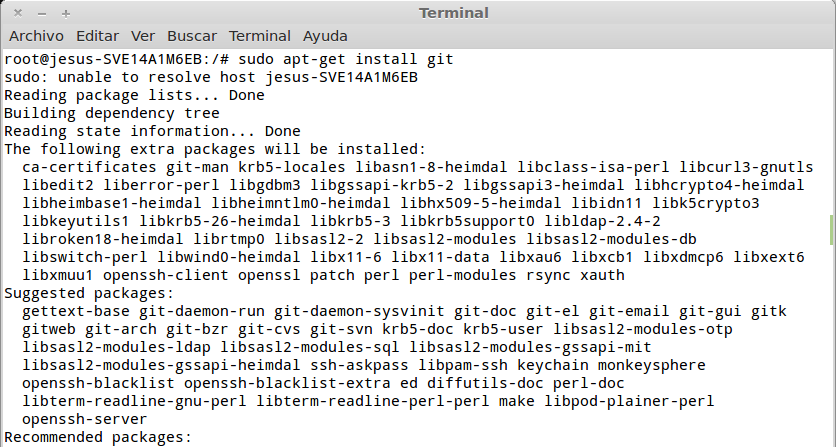 Terminal
Archivo Editar Ver Buscar Terminal Ayuda
root@jesus-SVE14A1M6EB:/# sudo apt-get install git
sudo: unable to resolve host jesus-SVE14A1M6EB
Reading package lists... Done
Building dependency tree
Reading state information... Done
The following extra packages will be installed:
  ca-certificates git-man krb5-locales libasn1-8-heimdal libclass-isa-perl libcurl3-gnutls
  libedit2 liberror-perl libgdbm3 libgssapi-krb5-2 libgssapi3-heimdal libhcrypto4-heimdal
  libheimbase1-heimdal libheimntlm0-heimdal libhx509-5-heimdal libidn11 libk5crypto3
  libkeyutils1 libkrb5-26-heimdal libkrb5-3 libkrb5support0 libldap-2.4-2
  libroken18-heimdal librtmp0 libsasl2-2 libsasl2-modules libsasl2-modules-db
  libswitch-perl libwind0-heimdal libx11-6 libx11-data libxau6 libxcb1 libxdmcp6 libxext6
  libxmuu1 openssh-client openssl patch perl perl-modules rsync xauth
Suggested packages:
  gettext-base git-daemon-run git-daemon-sysvinit git-doc git-el git-email git-gui gitk
  gitweb git-arch git-bzr git-cvs git-svn krb5-doc krb5-user libsasl2-modules-otp
  libsasl2-modules-ldap libsasl2-modules-sql libsasl2-modules-gssapi-mit
  libsasl2-modules-gssapi-heimdal ssh-askpass libpam-ssh keychain monkeysphere
  openssh-blacklist openssh-blacklist-extra ed diffutils-doc perl-doc
  libterm-readline-gnu-perl libterm-readline-perl-perl make libpod-plainer-perl
  openssh-server
Recommended packages: